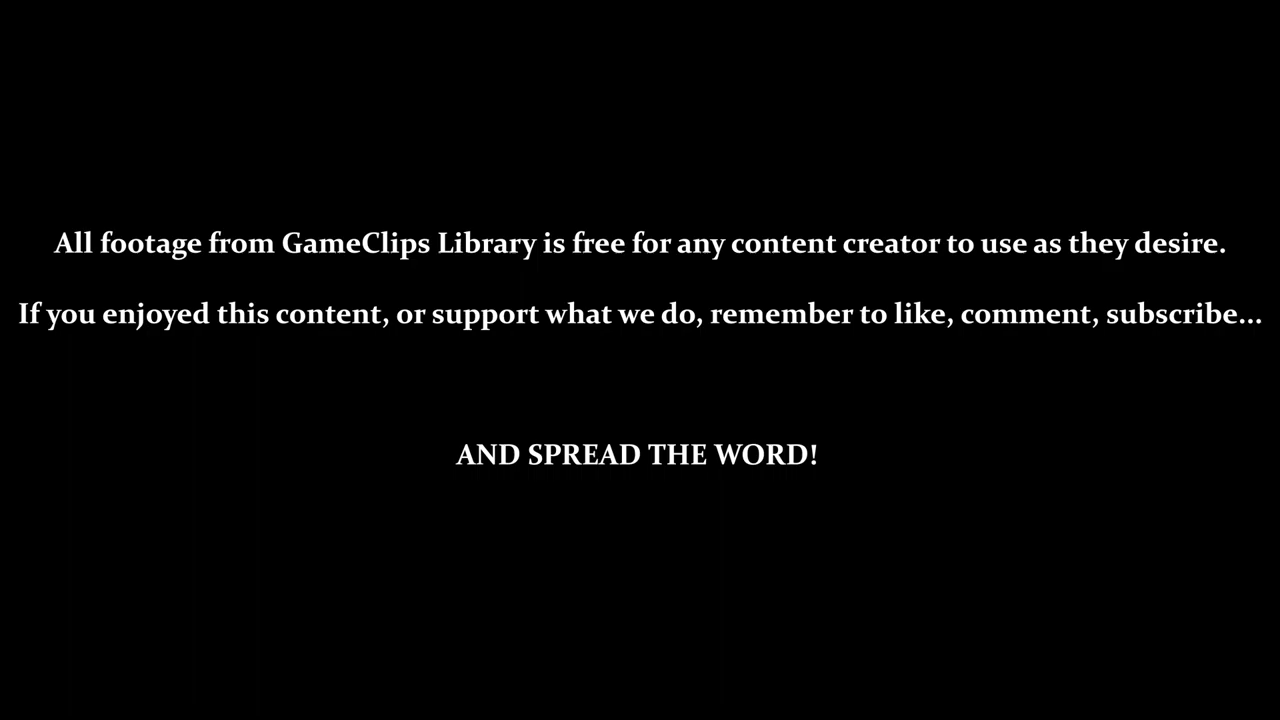 All footage from GameClips Library is free for any content creator to use as they desire.
If you enjoyed this content, or support what we do, remember to like, comment, subscribe...
AND SPREAD THE WORD!